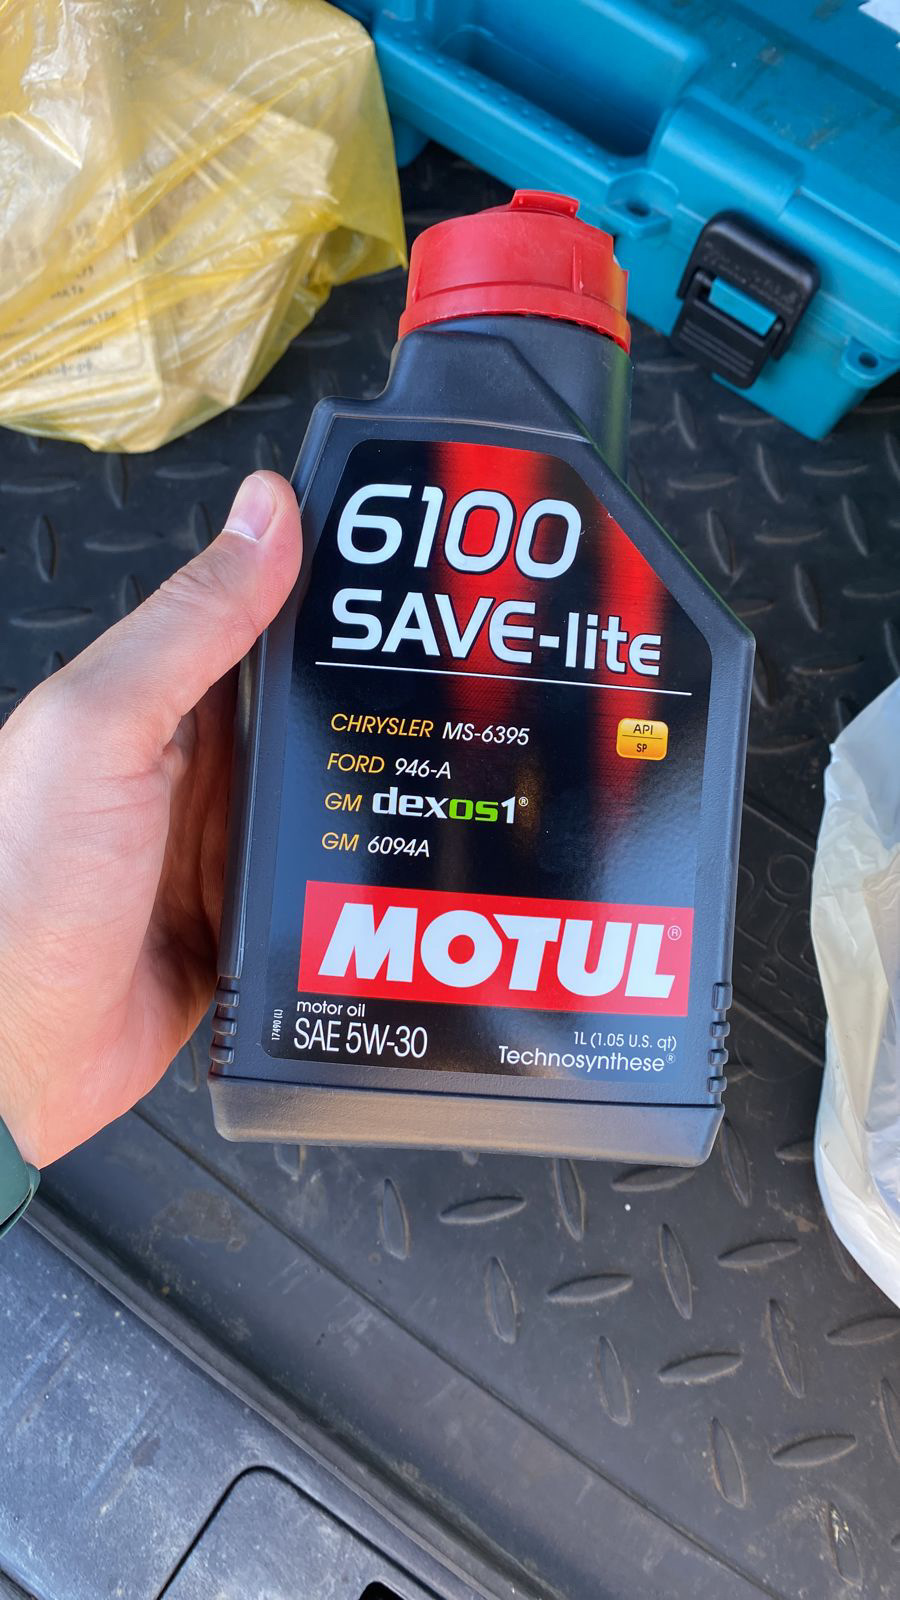 6100
SAVE-lite
CHRYSLER MS-6395
API
SP
FORD 946-A
GM dexos1®
GM 6094A
MOTUL®
motor oil
SAE 5W-30
1L (1.05 U.S. qt)
Technosynthese®
17490 (L)